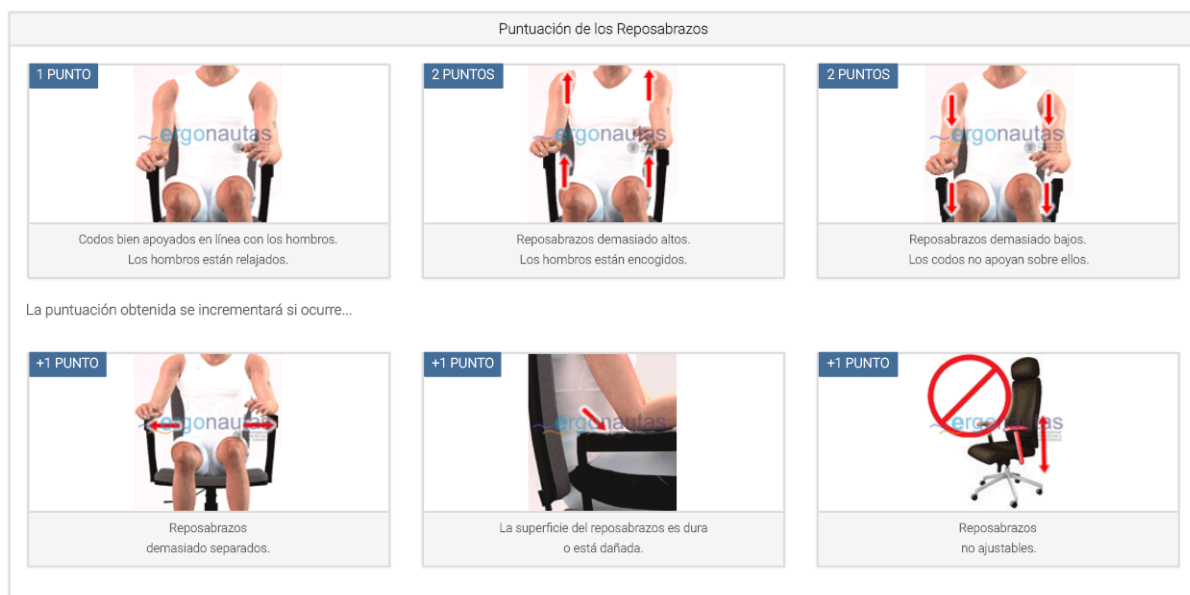 Puntuación de los Reposabrazos
1 PUNTO
2 PUNTOS
2 PUNTOS
ergonautas
ergonautas
ergonautas
Codos bien apoyados en línea con los hombros.
Los hombros están relajados.
Reposabrazos demasiado altos.
Los hombros están encogidos.
Reposabrazos demasiado bajos.
Los codos no apoyan sobre ellos.
La puntuación obtenida se incrementará si ocurre...
+1 PUNTO
+1 PUNTO
+1 PUNTO
ergonautas
ergonautas
ergonautas
Reposabrazos
demasiado separados.
La superficie del reposabrazos es dura
o está dañada.
Reposabrazos
no ajustables.